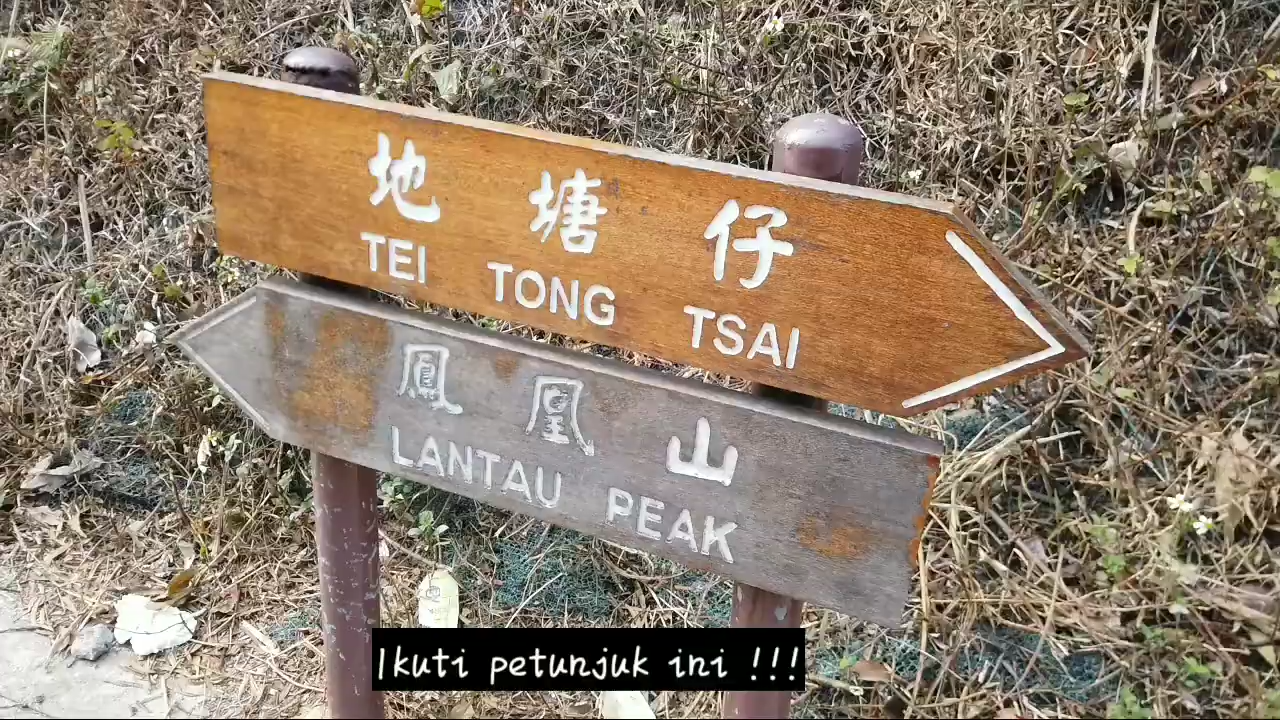 地塘仔
TEI TONG TSAI
鳳凰山
LANTAU PEAK
Ikuti petunjuk ini !!!